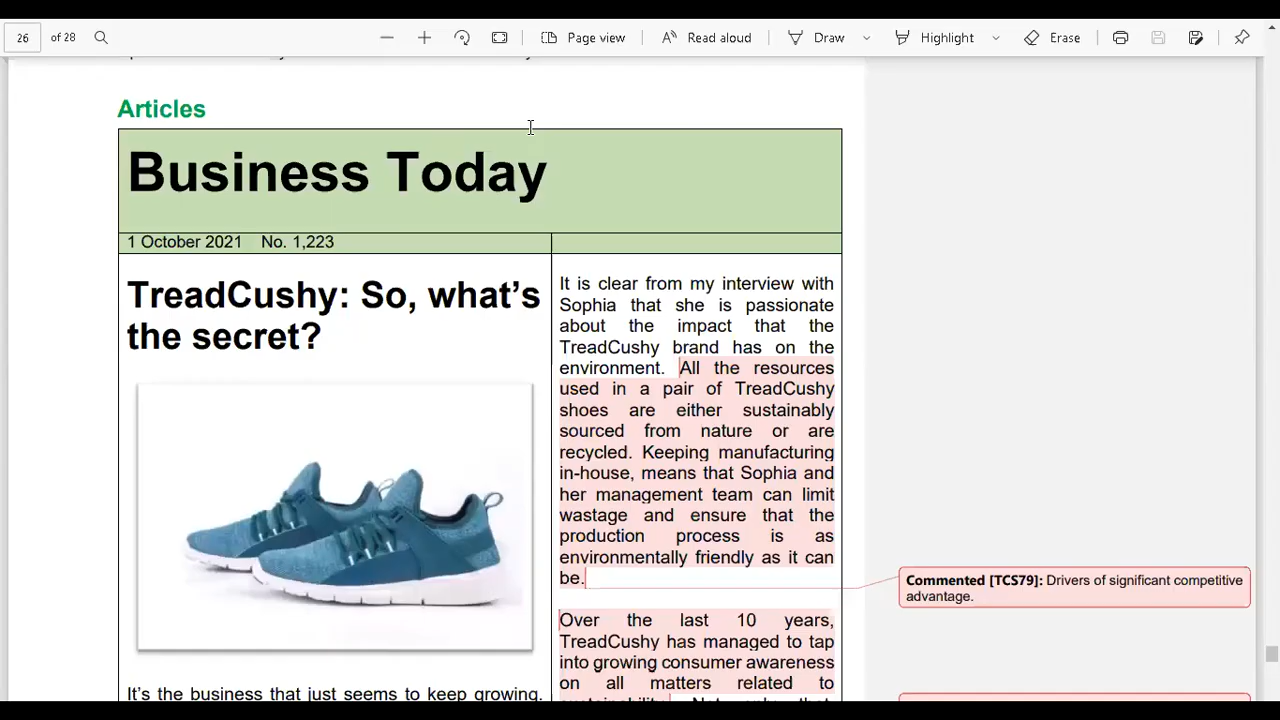 26 of 28 Page view Read aloud Draw Highlight Erase
Articles
Business Today
1 October 2021 No. 1,223
TreadCushy: So, what's
the secret?
It's the business that just seems to keep growing.
It is clear from my interview with
Sophia that she is passionate
about the impact that the
TreadCushy brand has on the
environment. All the resources
used in a pair of TreadCushy
shoes are either sustainably
sourced from nature or are
recycled. Keeping manufacturing
in-house, means that Sophia and
her management team can limit
wastage and ensure that the
production process is as
environmentally friendly as it can
be.
Over the last 10 years,
TreadCushy has managed to tap
into growing consumer awareness
on all matters related to
Commented [TCS79]: Drivers of significant competitive
advantage.